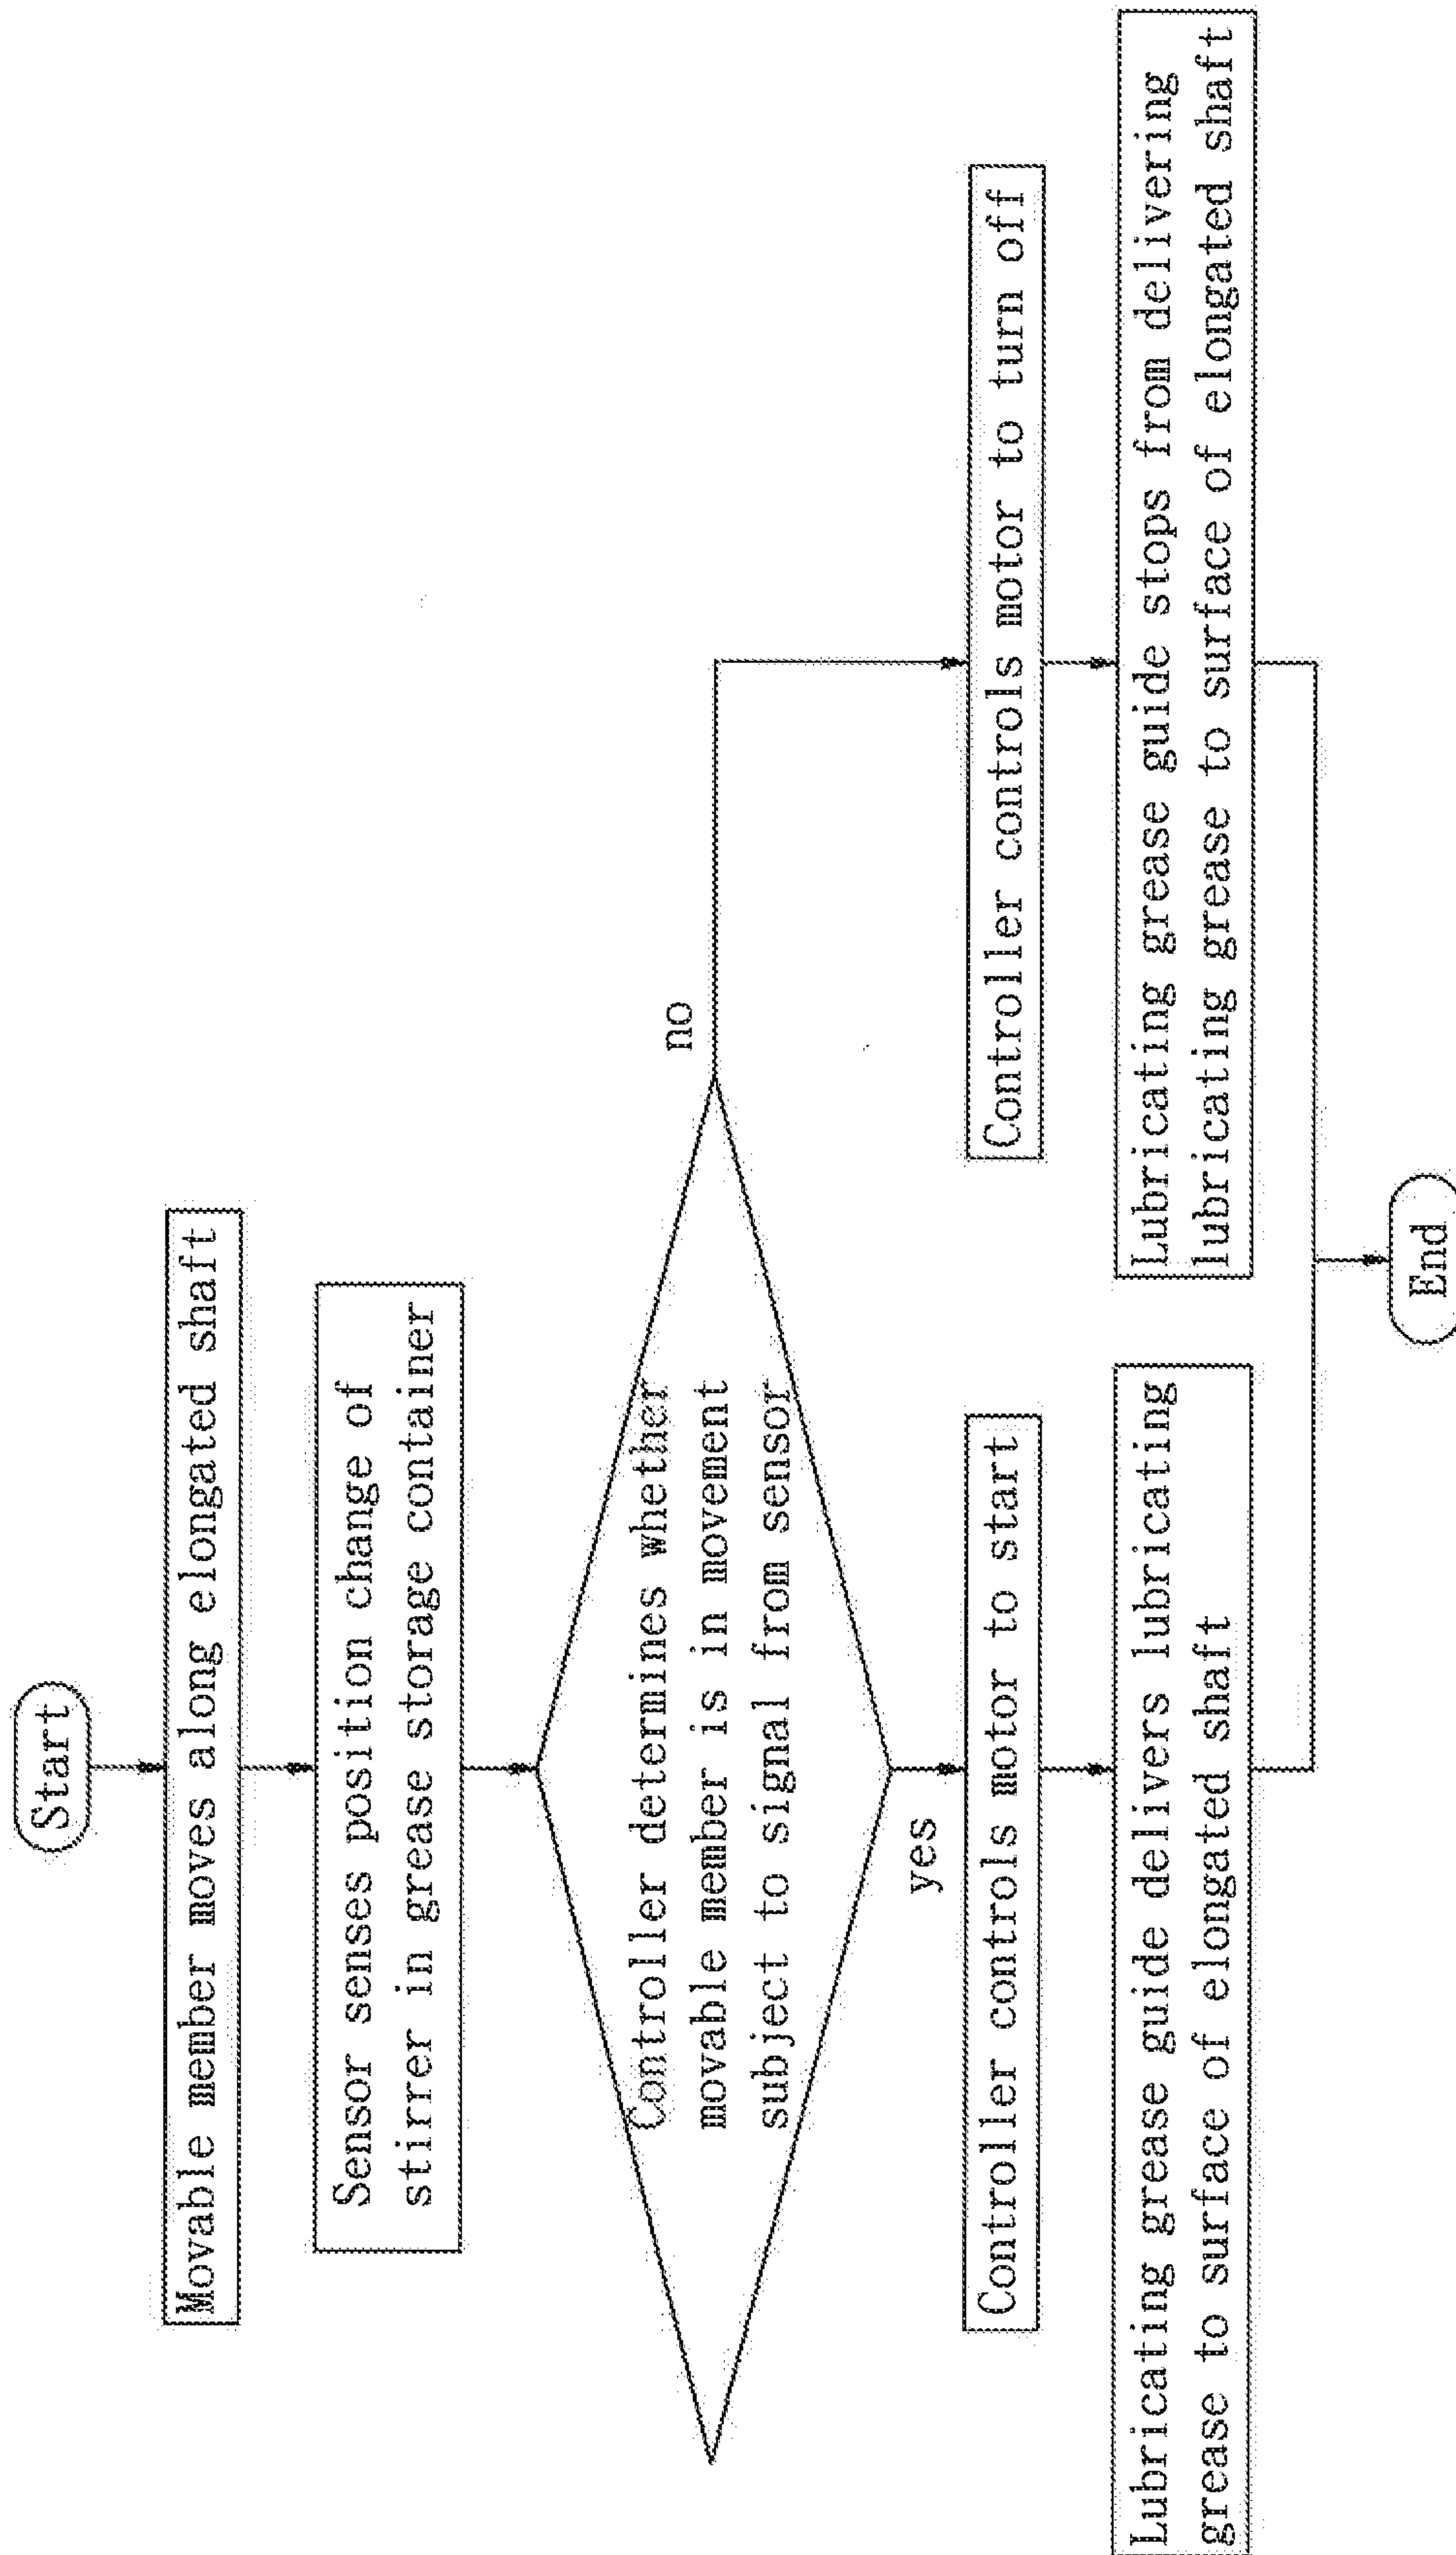 Start
Movable member moves along elongated shaft
Sensor senses position change of
stirrer in grease storage container
Controller determines whether
movable member is in movement
subject to signal from sensor
no
yes
Controller controls motor to start
Controller controls motor to turn off
Lubricating grease guide delivers lubricating
grease to surface of elongated shaft
Lubricating grease guide stops from delivering
lubricating grease to surface of elongated shaft
End